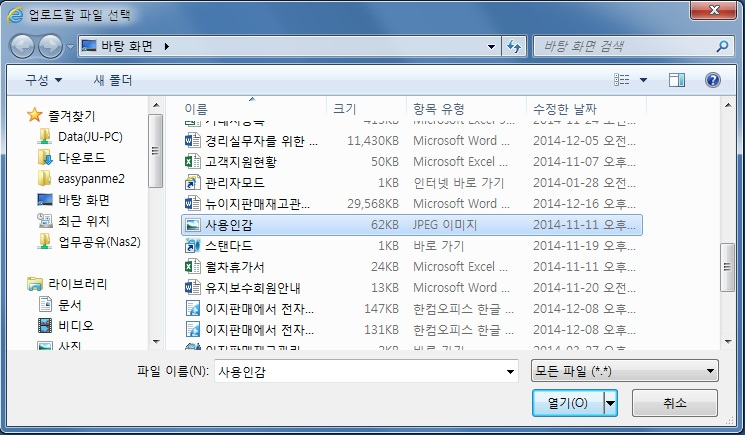 업로드할 파일 선택
바탕 화면
바탕 화면 검색
구성 새 폴더
이름 크기 항목 유형 수정한 날짜
즐겨찾기
Data(JU-PC)
다운로드
easypanme2
바탕 화면
최근 위치
업무공유(Nas2)
라이브러리
문서
비디오
사진
경리실무자를 위한 ... 11,430KB Microsoft Word ... 2014-12-05 오전...
고객지원현황 50KB Microsoft Excel ... 2014-11-07 오후...
관리자모드 1KB 인터넷 바로 가기 2014-01-28 오전...
뉴이지판매재고관... 29,568KB Microsoft Word ... 2014-12-16 오후...
사용인감 62KB JPEG 이미지 2014-11-11 오후...
스탠다드 1KB 바로 가기 2014-11-19 오후...
월차휴가서 24KB Microsoft Excel ... 2014-11-11 오후...
유지보수회원안내 13KB Microsoft Word ... 2014-11-20 오후...
이지판매에서 전자... 147KB 한컴오피스 한글 ... 2014-12-08 오후...
이지판매에서 전자... 131KB 한컴오피스 한글 ... 2014-12-08 오후...
파일 이름(N): 사용인감 모든 파일 (*.*)
열기(O) 취소